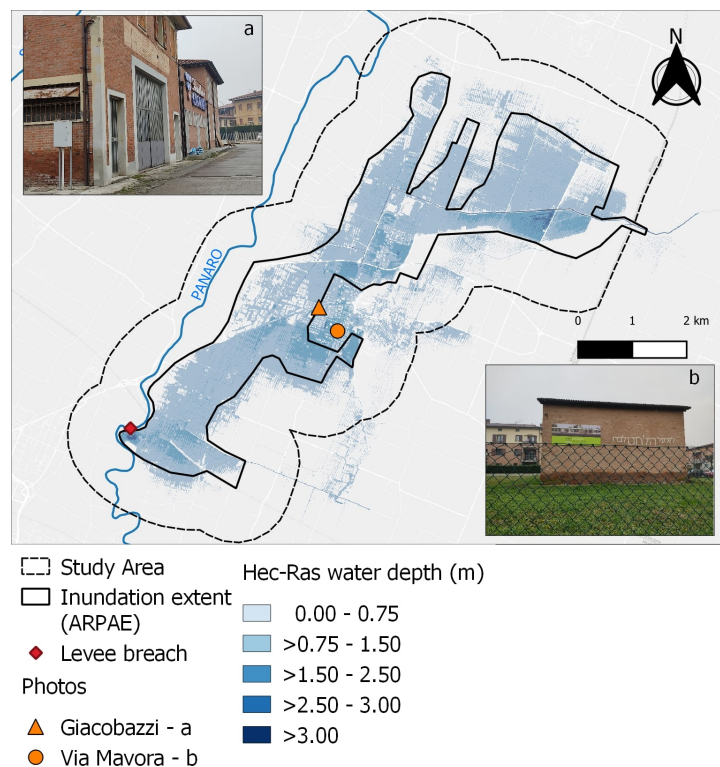 a
N
PANARO
0 1 2 km
b
Study Area
Inundation extent
(ARPAE)
Levee breach
Photos
Giacobazzi - a
Via Mavora - b
Hec-Ras water depth (m)
0.00 - 0.75
>0.75 - 1.50
>1.50 - 2.50
>2.50 - 3.00
>3.00